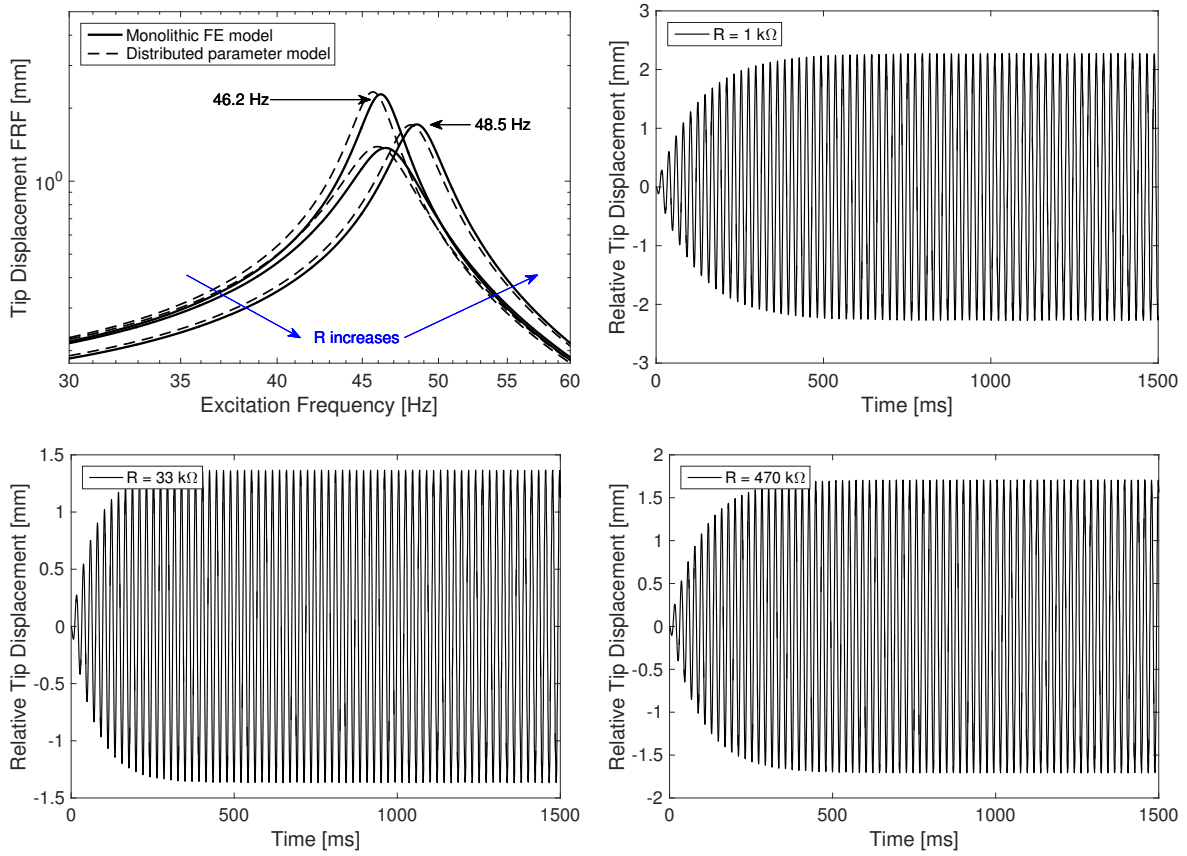 Monolithic FE model
Distributed parameter model
46.2 Hz
48.5 Hz
R increases
10⁰
30
35
40
45
50
55
60
Tip Displacement FRF [mm]
Excitation Frequency [Hz]
R = 1 kΩ
3
2
1
0
-1
-2
-3
0
500
1000
1500
Relative Tip Displacement [mm]
Time [ms]
R = 33 kΩ
1.5
1
0.5
0
-0.5
-1
-1.5
0
500
1000
1500
Relative Tip Displacement [mm]
Time [ms]
R = 470 kΩ
2
1.5
1
0.5
0
-0.5
-1
-1.5
-2
0
500
1000
1500
Relative Tip Displacement [mm]
Time [ms]